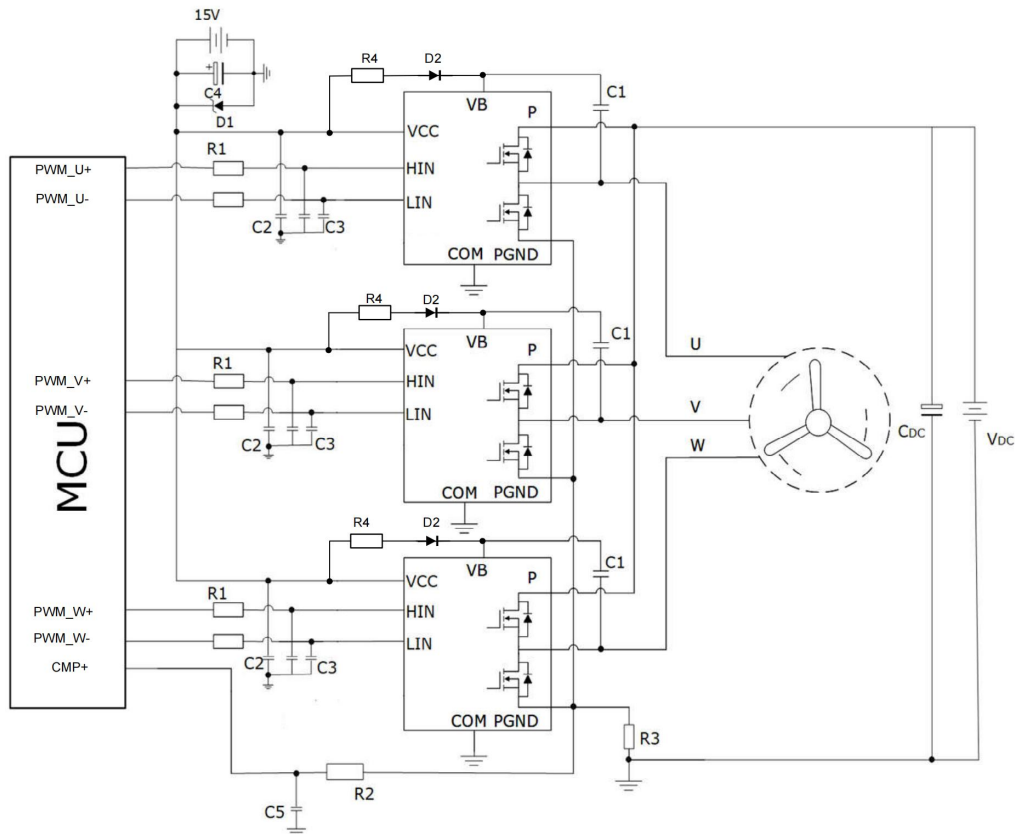 15V
C4
D1
R4
D2
C1
VB
P
VCC
R1
HIN
LIN
C2
C3
COM PGND
PWM_U+
PWM_U-
R4
D2
C1
VB
P
VCC
R1
HIN
LIN
C2
C3
COM PGND
PWM_V+
PWM_V-
MCU
U
V
W
CDC
VDC
R4
D2
C1
VB
P
VCC
R1
HIN
LIN
C2
C3
COM PGND
PWM_W+
PWM_W-
CMP+
R3
R2
C5